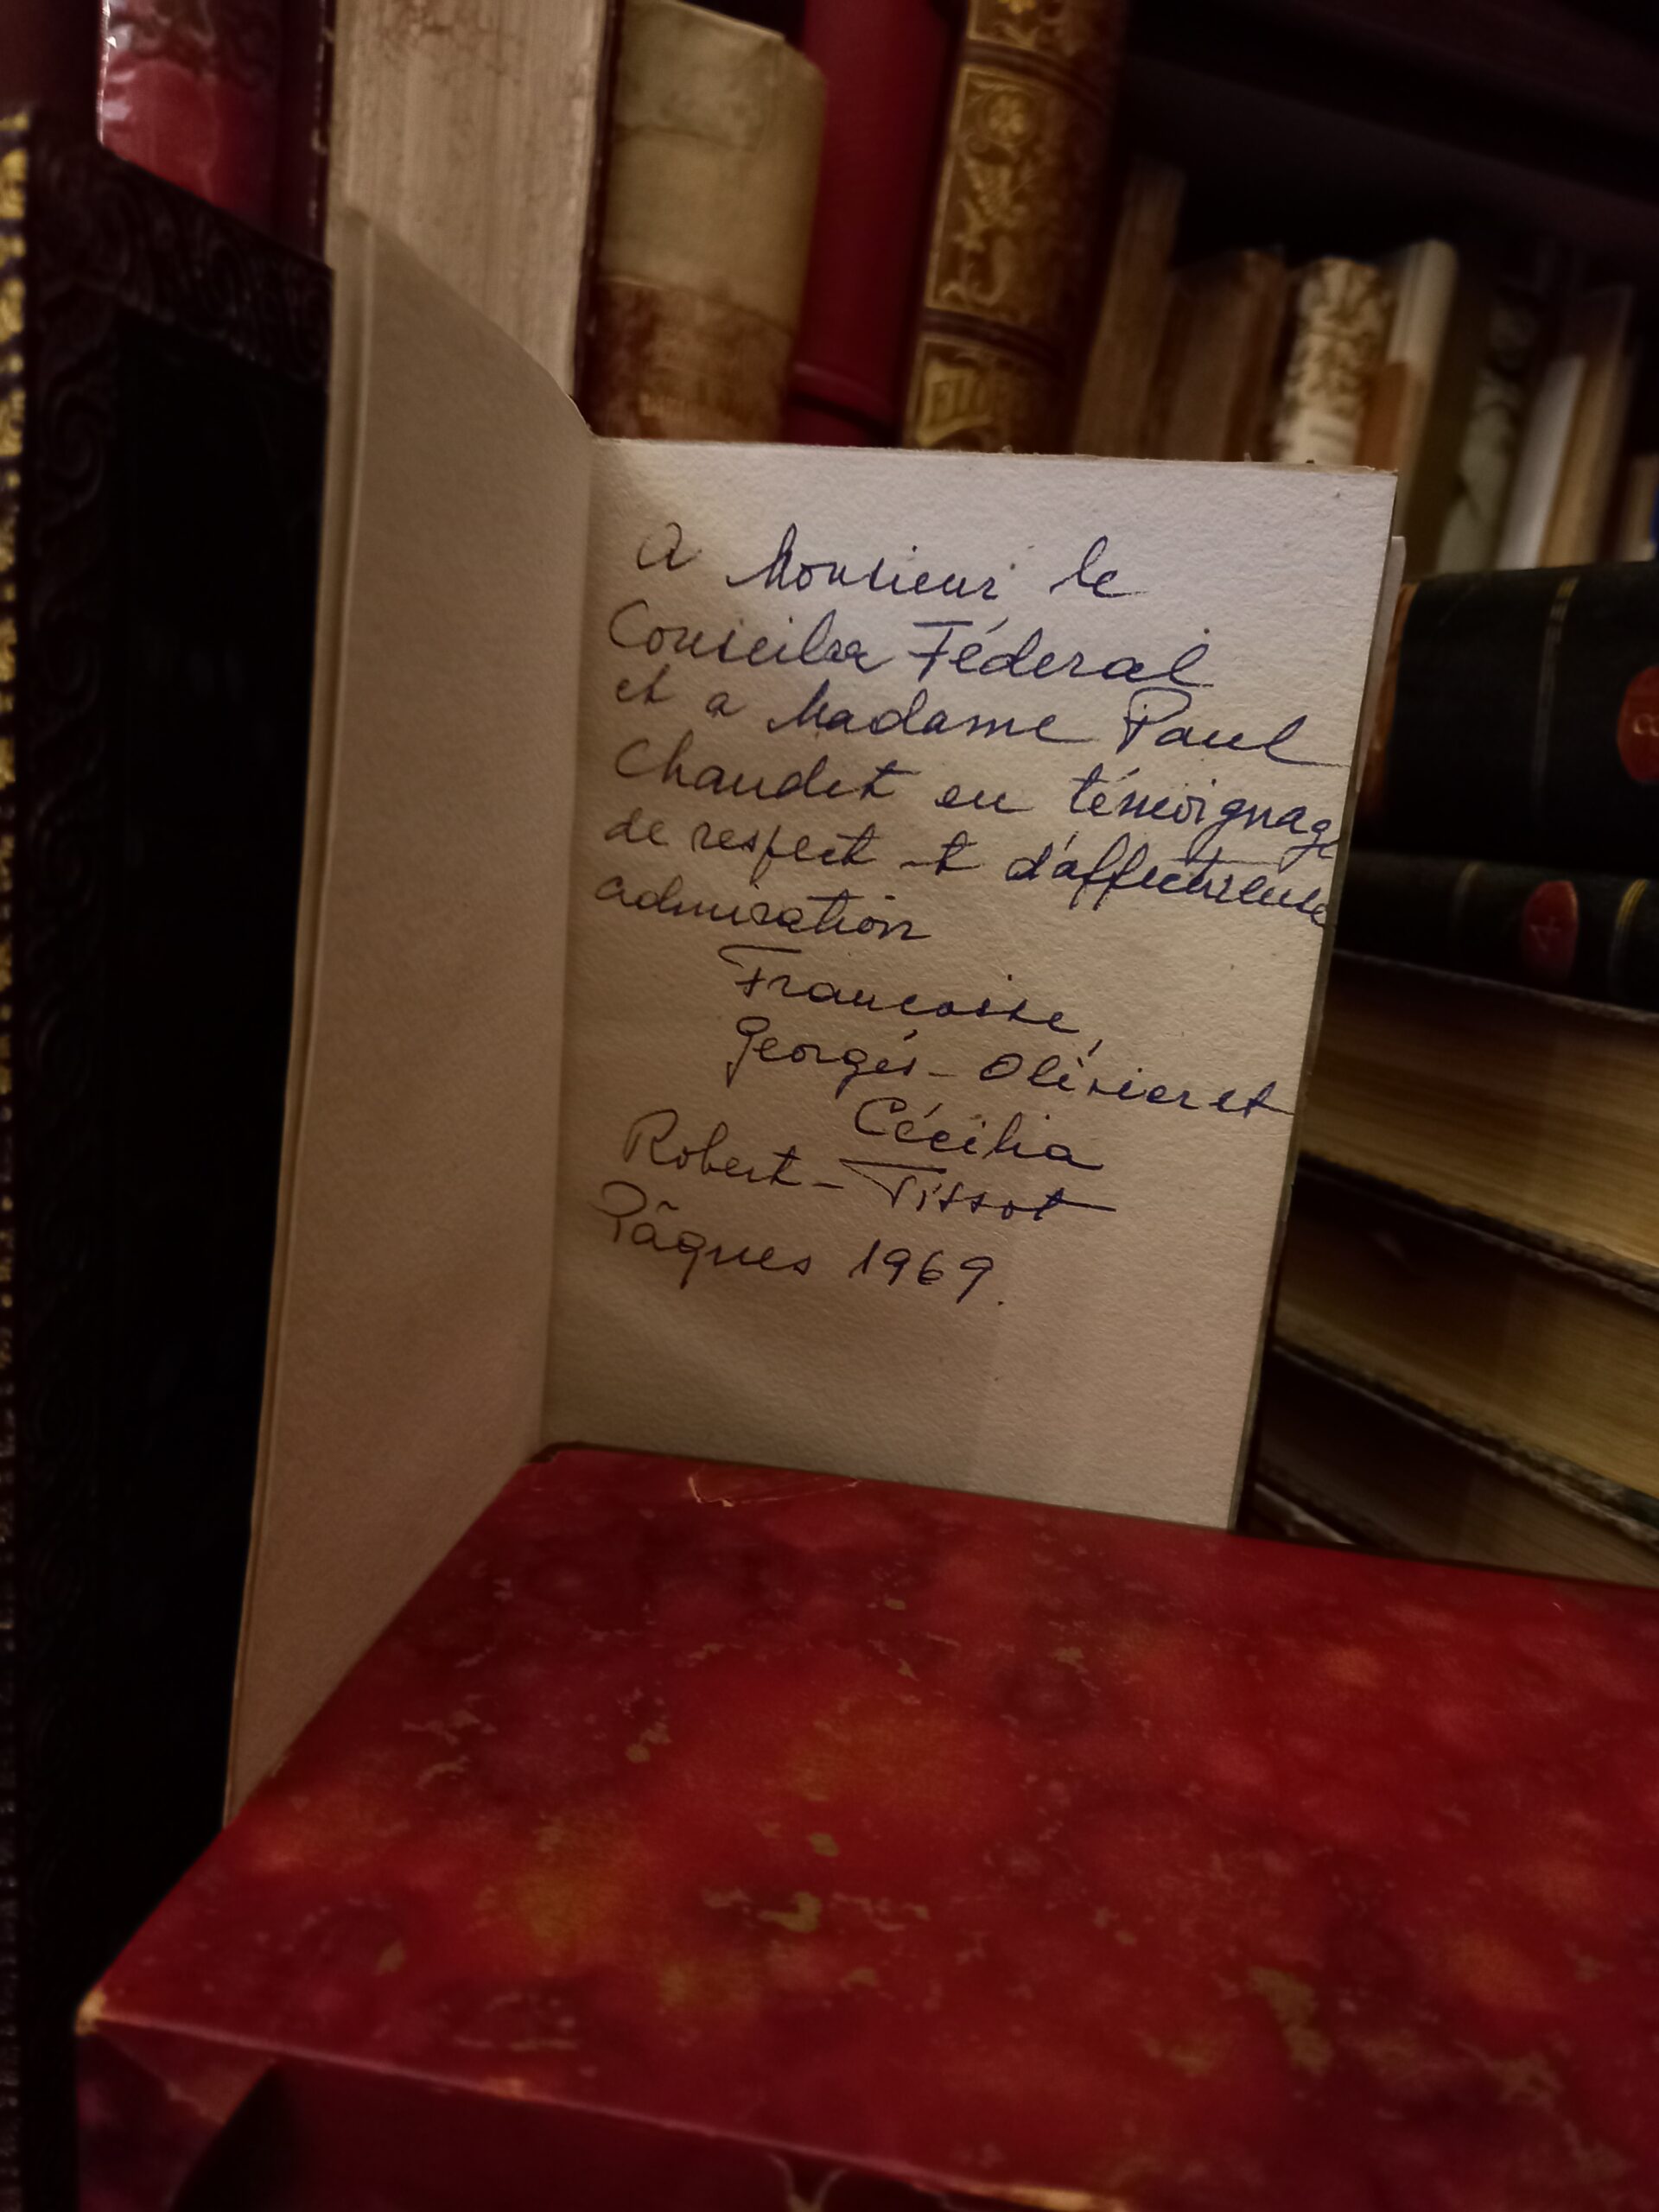 A Monsieur le
Conseiller Fédéral
et a Madame Paul
Chaudet en témoignage
de respect et d'affectueuse
admiration
Francoise,
Georges-Olivier et
Cécilia
Robert-Tissot
Pâques 1969.